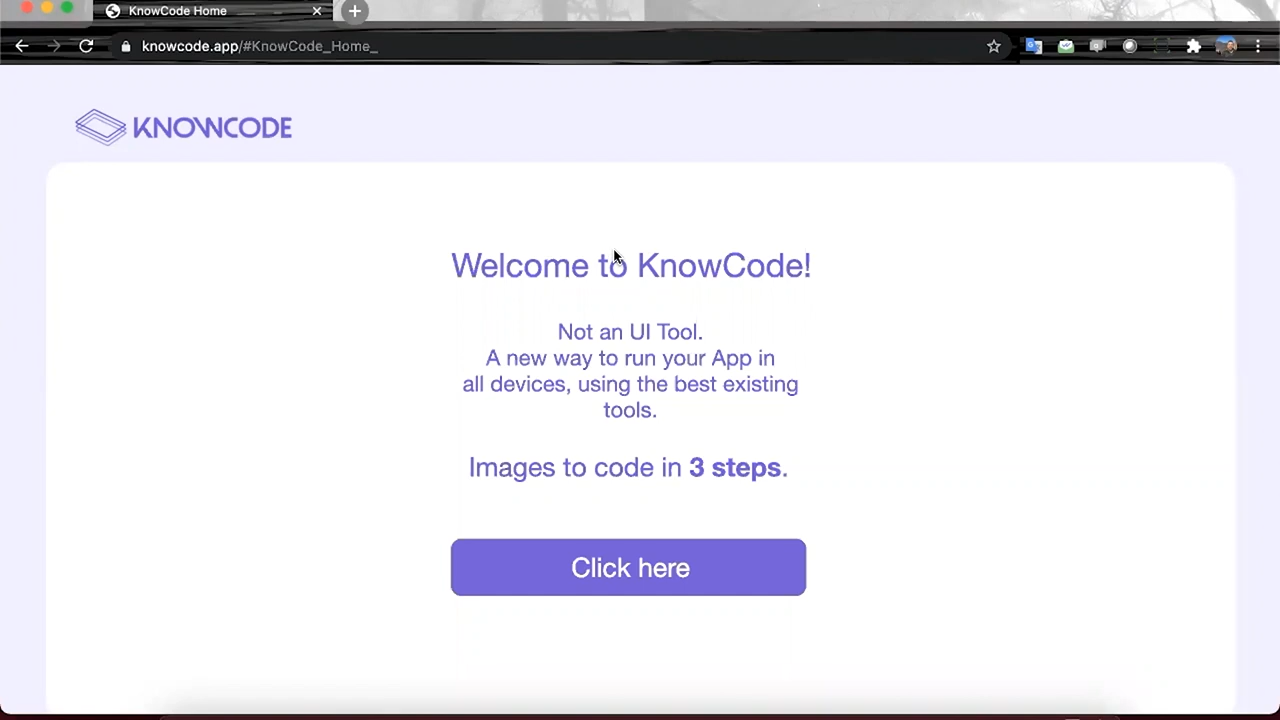 KnowCode Home
knowcode.app/#KnowCode_Home_
KNOWCODE
Welcome to KnowCode!
Not an UI Tool.
A new way to run your App in
all devices, using the best existing
tools.
Images to code in 3 steps.
Click here